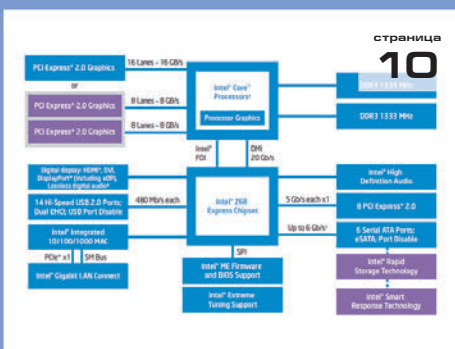 страница
10
PCI Express® 2.0 Graphics
16 Lanes – 16 GB/s
or
PCI Express® 2.0 Graphics
8 Lanes – 8 GB/s
PCI Express® 2.0 Graphics
8 Lanes – 8 GB/s
Intel® Core™
Processors¹
Processor Graphics
DDR3 1333 MHz
DDR3 1333 MHz
Intel®
FDI
DMI
20 Gb/s
Digital display: HDMI®, DVI,
DisplayPort® (including eDP),
Lossless digital audio²
14 Hi-Speed USB 2.0 Ports;
Dual EHCI; USB Port Disable
480 Mb/s each
Intel® Integrated
10/100/1000 MAC
PCIe® x1
SM Bus
Intel® Gigabit LAN Connect
Intel® Z68
Express Chipset
SPI
Intel® ME Firmware
and BIOS Support
Intel® Extreme
Tuning Support
Intel® High
Definition Audio
5 Gb/s each x1
8 PCI Express® 2.0
Up to 6 Gb/s¹
6 Serial ATA Ports;
eSATA; Port Disable
Intel® Rapid
Storage Technology
Intel® Smart
Response Technology